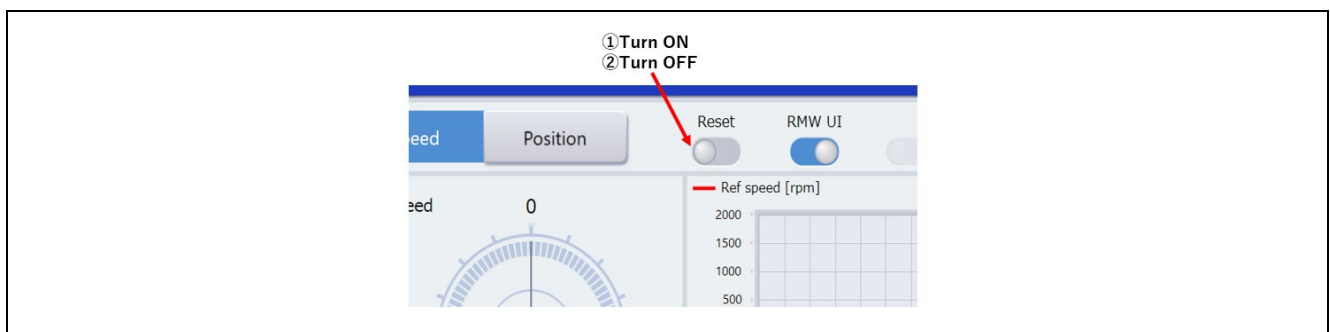 ①Turn ON
②Turn OFF
eed
Position
Reset
RMW UI
eed
0
Ref speed [rpm]
2000
1500
1000
500